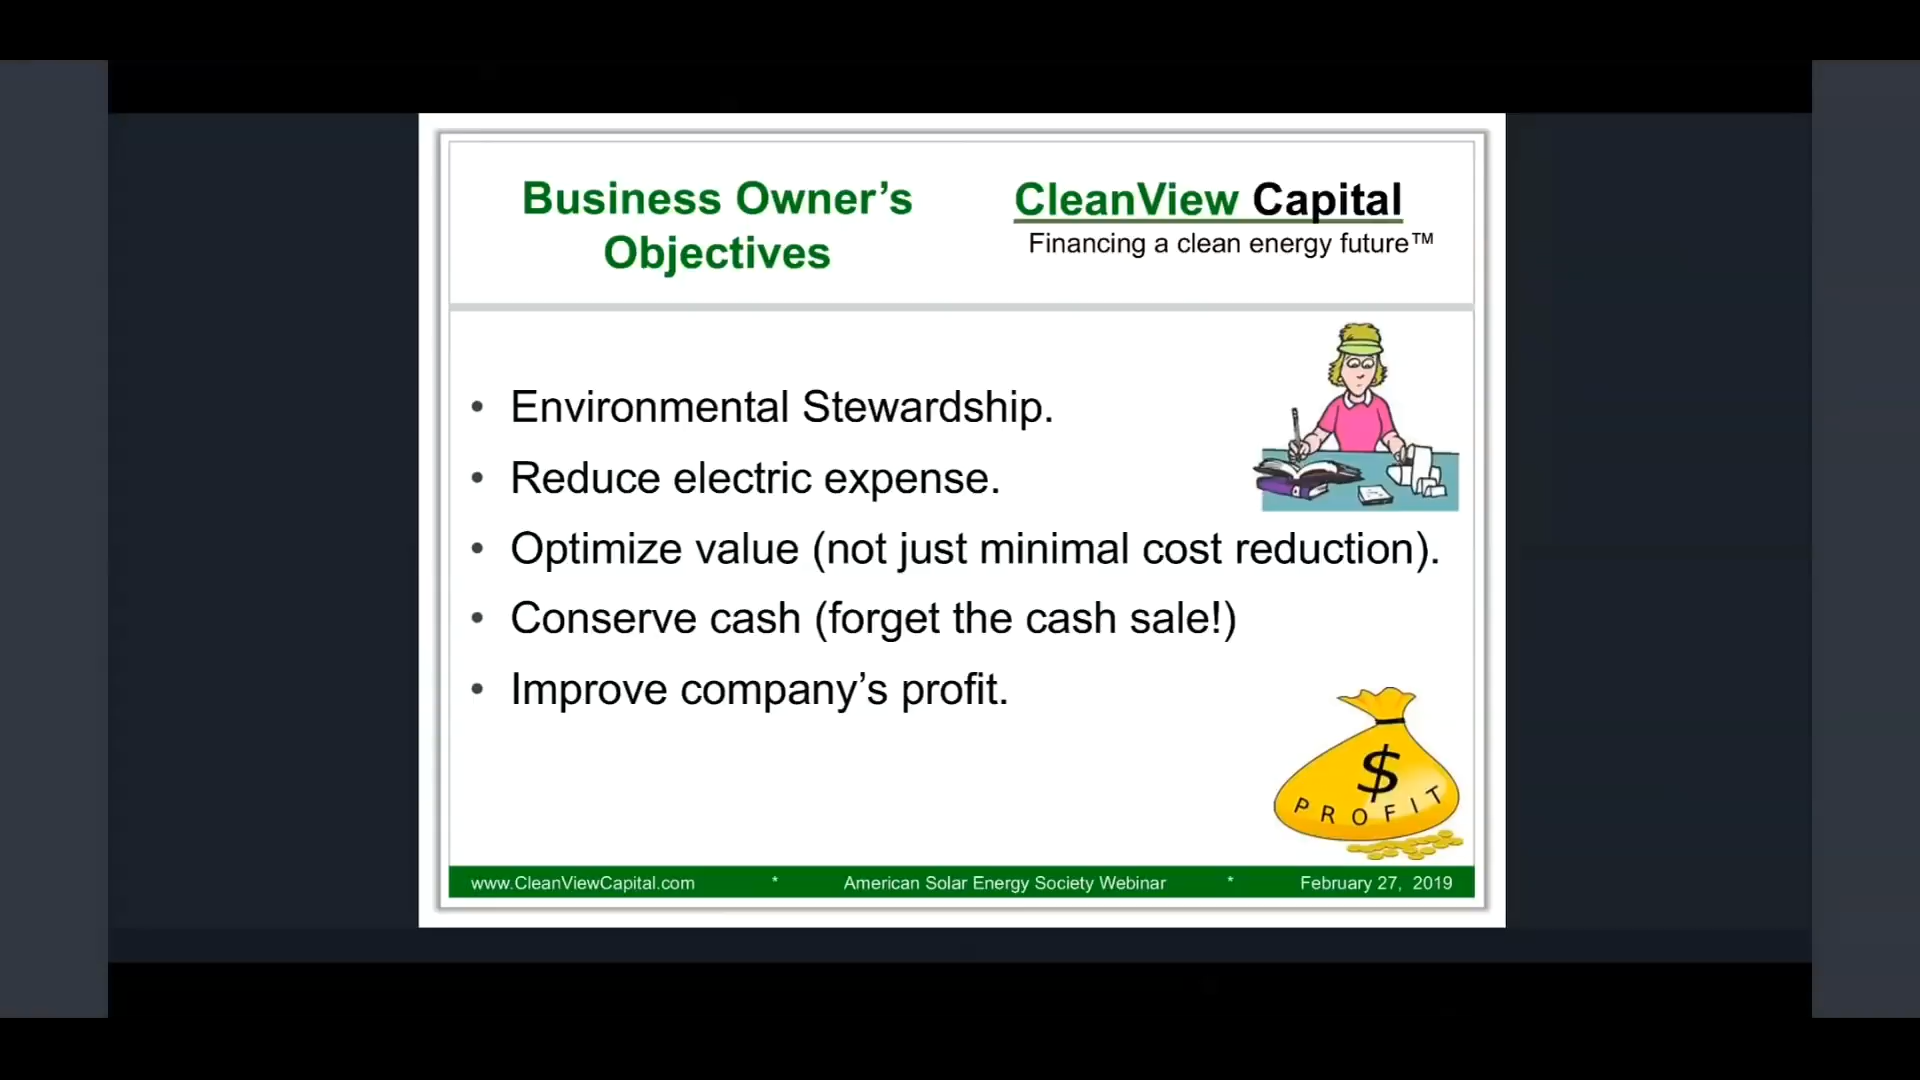 Business Owner’s
Objectives
CleanView Capital
Financing a clean energy future™
• Environmental Stewardship.
• Reduce electric expense.
• Optimize value (not just minimal cost reduction).
• Conserve cash (forget the cash sale!)
• Improve company’s profit.
$
PROFIT
www.CleanViewCapital.com * American Solar Energy Society Webinar * February 27, 2019